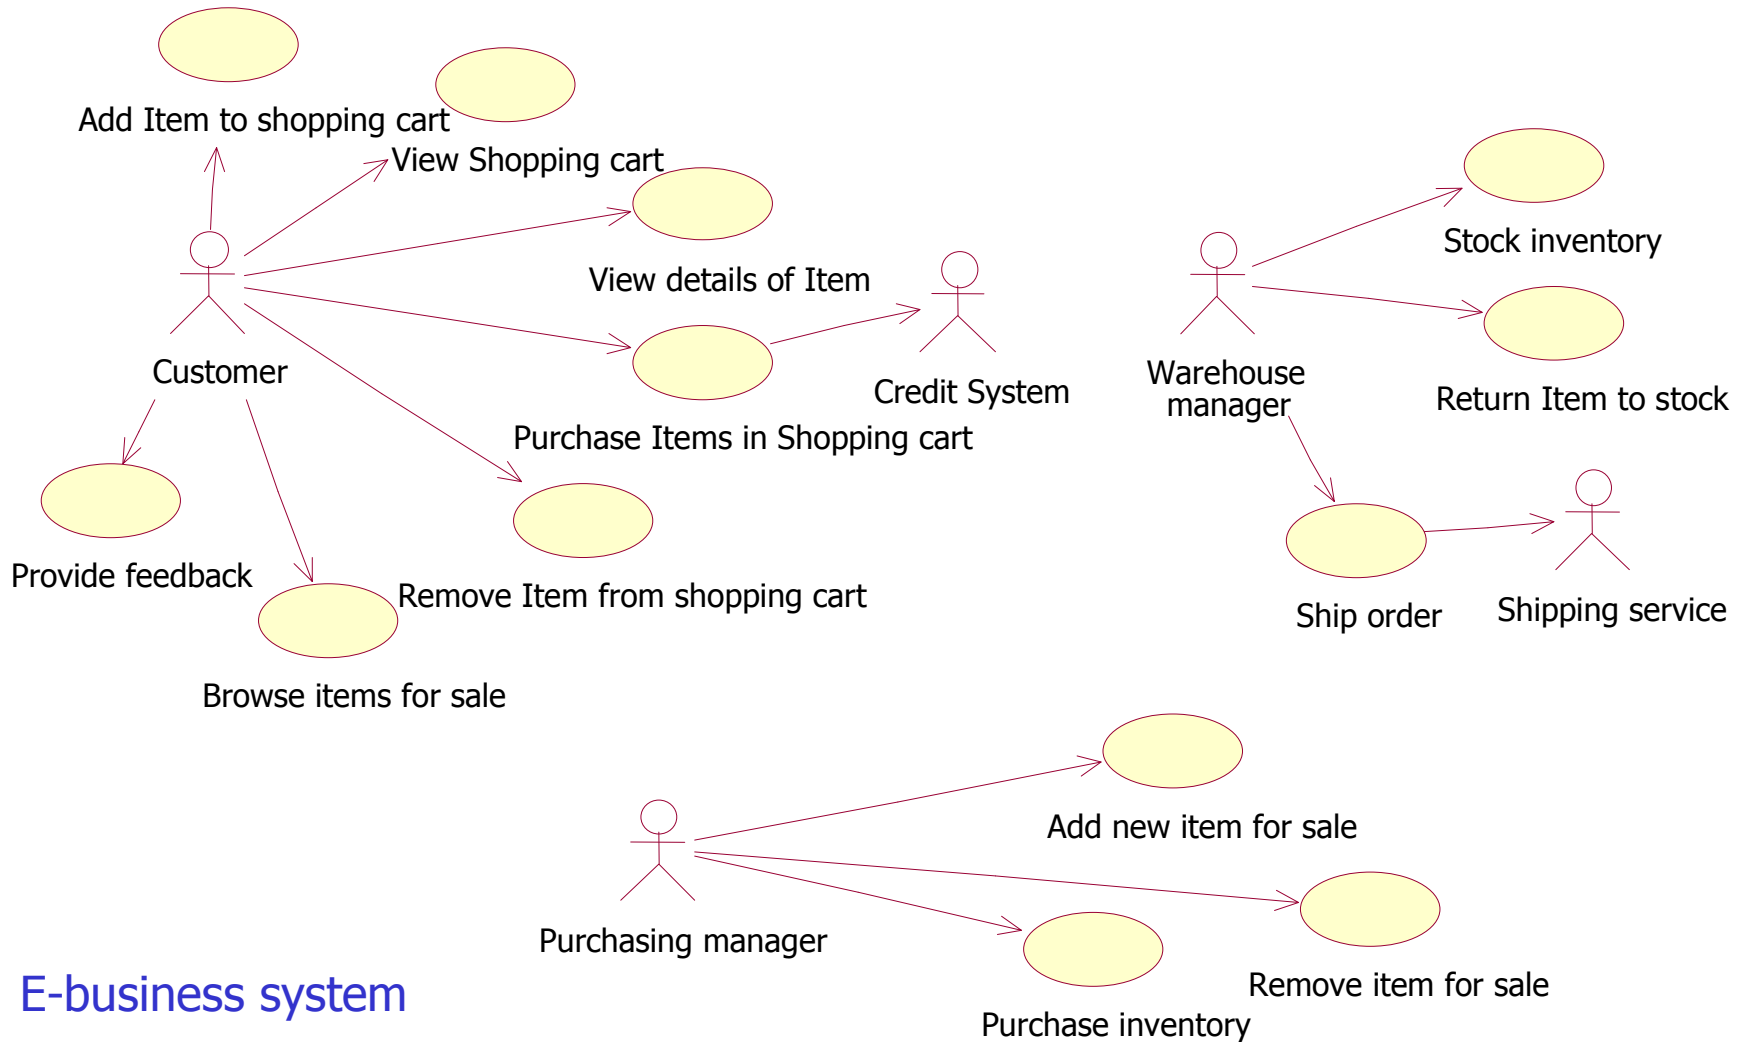 Add Item to shopping cart
View Shopping cart
View details of Item
Customer
Credit System
Purchase Items in Shopping cart
Provide feedback
Remove Item from shopping cart
Browse items for sale
Stock inventory
Warehouse
manager
Return Item to stock
Ship order
Shipping service
Add new item for sale
Purchasing manager
Remove item for sale
Purchase inventory
E-business system